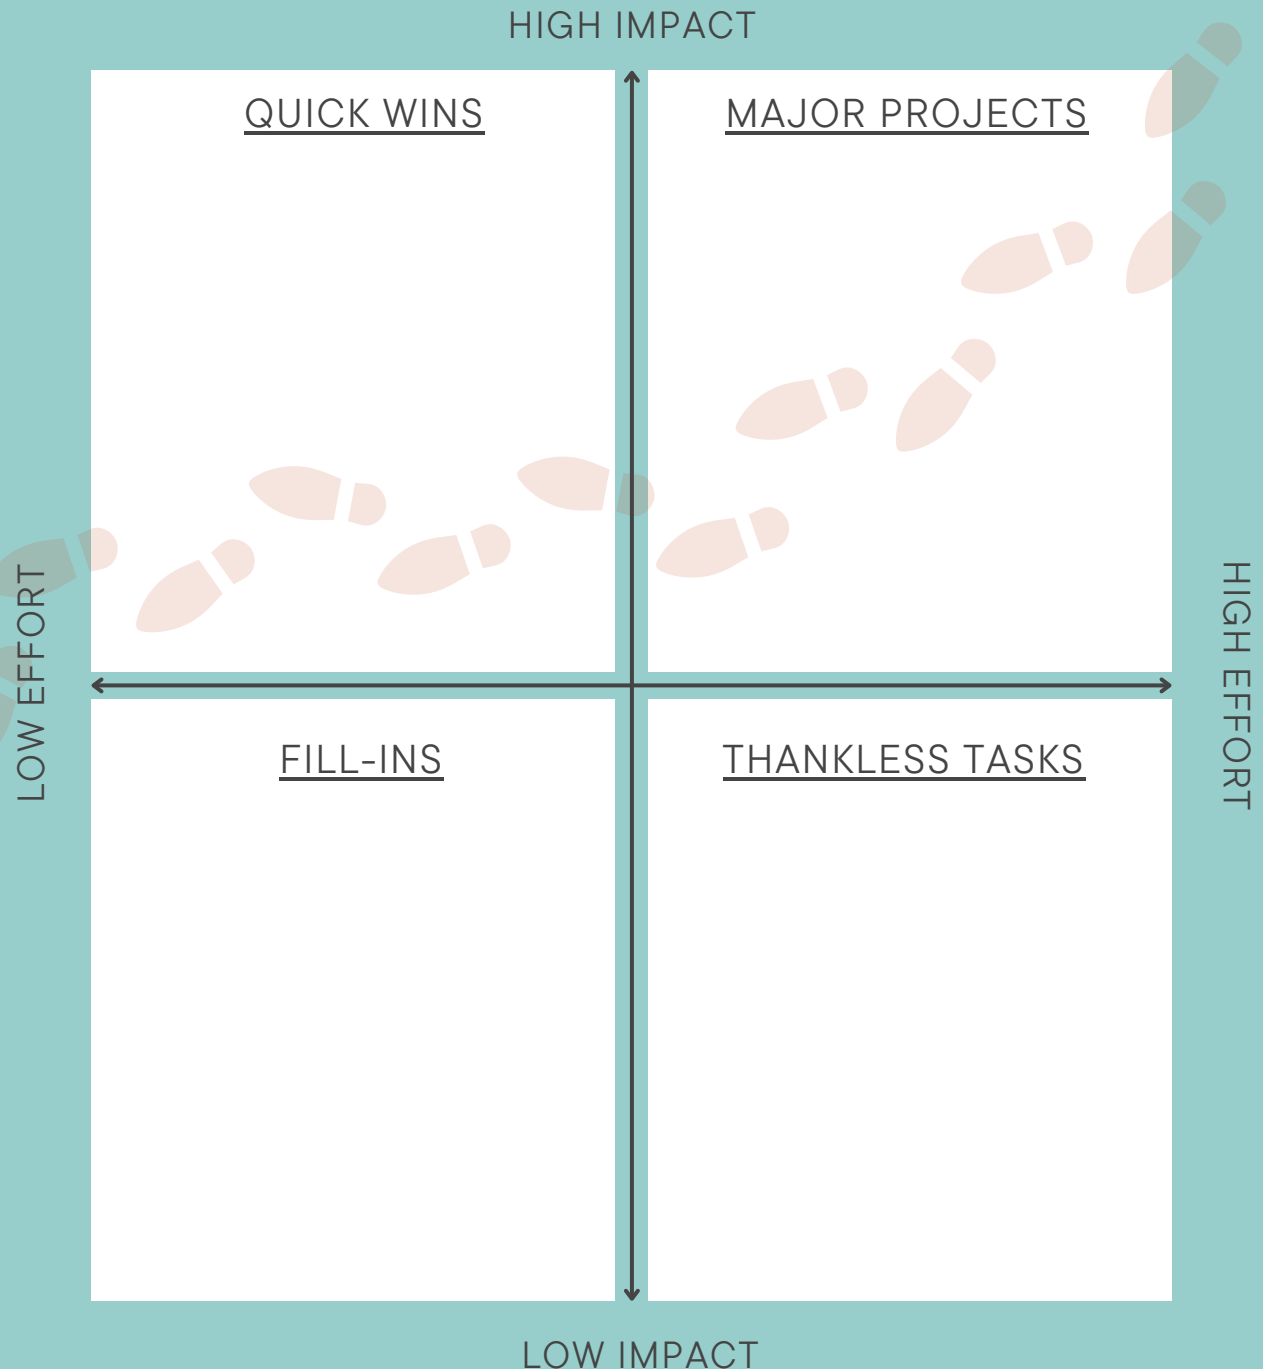 HIGH IMPACT
QUICK WINS
MAJOR PROJECTS
LOW EFFORT
HIGH EFFORT
FILL-INS
THANKLESS TASKS
LOW IMPACT